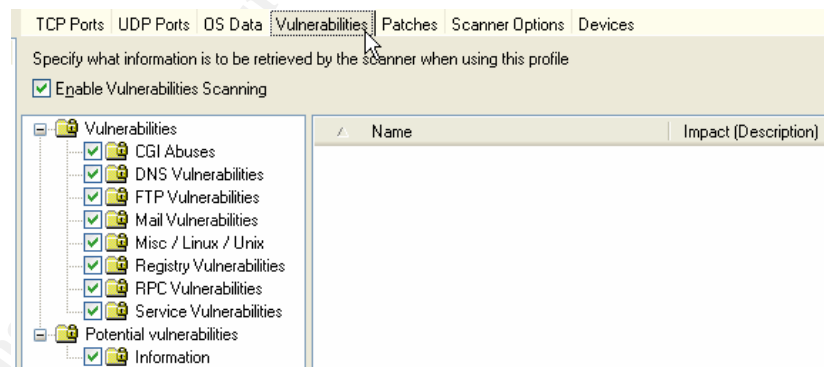 TCP Ports UDP Ports OS Data Vulnerabilities Patches Scanner Options Devices
Specify what information is to be retrieved by the scanner when using this profile
Enable Vulnerabilities Scanning
Vulnerabilities
CGI Abuses
DNS Vulnerabilities
FTP Vulnerabilities
Mail Vulnerabilities
Misc / Linux / Unix
Registry Vulnerabilities
RPC Vulnerabilities
Service Vulnerabilities
Potential vulnerabilities
Information
Name Impact (Description)